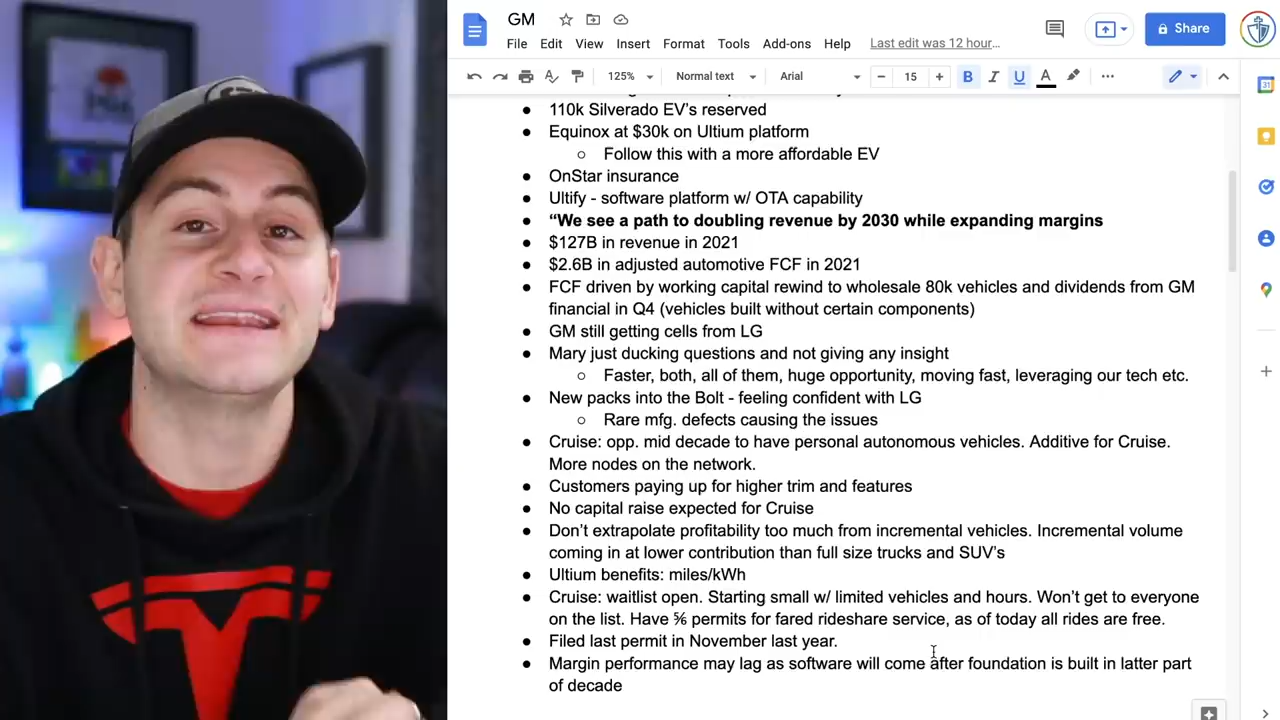 GM
File Edit View Insert Format Tools Add-ons Help Last edit was 12 hour...
Share
125% Normal text Arial − 15 + B I U A
110k Silverado EV's reserved
Equinox at $30k on Ultium platform
Follow this with a more affordable EV
OnStar insurance
Ultify - software platform w/ OTA capability
“We see a path to doubling revenue by 2030 while expanding margins
$127B in revenue in 2021
$2.6B in adjusted automotive FCF in 2021
FCF driven by working capital rewind to wholesale 80k vehicles and dividends from GM
financial in Q4 (vehicles built without certain components)
GM still getting cells from LG
Mary just ducking questions and not giving any insight
Faster, both, all of them, huge opportunity, moving fast, leveraging our tech etc.
New packs into the Bolt - feeling confident with LG
Rare mfg. defects causing the issues
Cruise: opp. mid decade to have personal autonomous vehicles. Additive for Cruise.
More nodes on the network.
Customers paying up for higher trim and features
No capital raise expected for Cruise
Don’t extrapolate profitability too much from incremental vehicles. Incremental volume
coming in at lower contribution than full size trucks and SUV’s
Ultium benefits: miles/kWh
Cruise: waitlist open. Starting small w/ limited vehicles and hours. Won’t get to everyone
on the list. Have ⅚ permits for fared rideshare service, as of today all rides are free.
Filed last permit in November last year.
Margin performance may lag as software will come after foundation is built in latter part
of decade